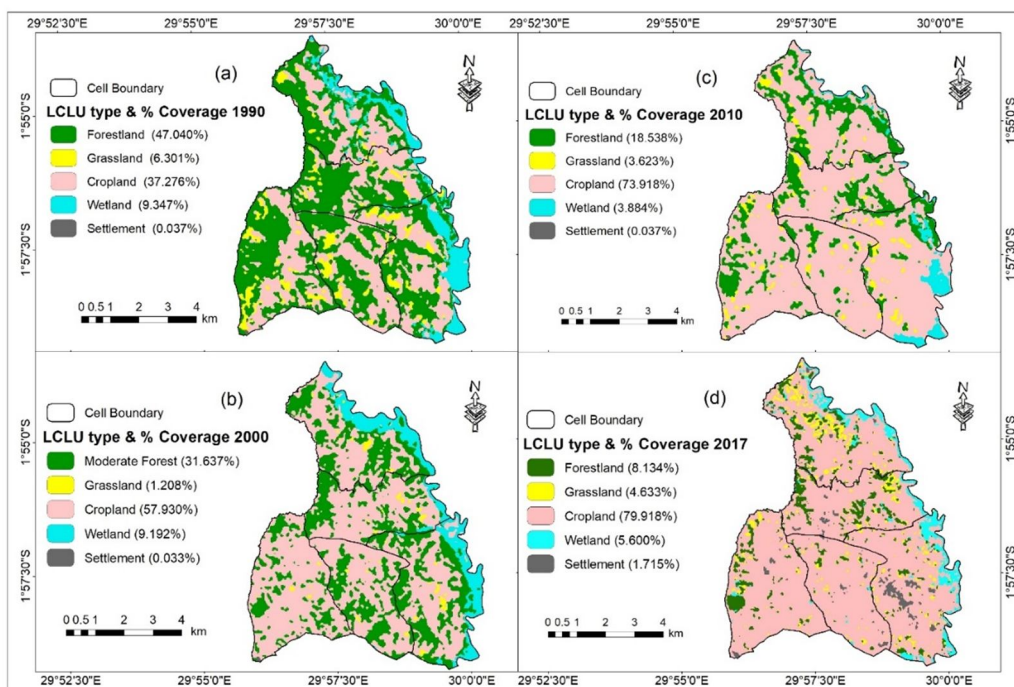 29°52'30"E 29°55'0"E 29°57'30"E 30°0'0"E 29°52'30"E 29°55'0"E 29°57'30"E 30°0'0"E
(a)
N
Cell Boundary
LCLU type & % Coverage 1990
Forestland (47.040%)
Grassland (6.301%)
Cropland (37.276%)
Wetland (9.347%)
Settlement (0.037%)
0 0.5 1 2 3 4
km
1°55'0"S
1°57'30"S
(c)
N
Cell Boundary
LCLU type & % Coverage 2010
Forestland (18.538%)
Grassland (3.623%)
Cropland (73.918%)
Wetland (3.884%)
Settlement (0.037%)
0 0.5 1 2 3 4
km
1°55'0"S
1°57'30"S
(b)
N
Cell Boundary
LCLU type & % Coverage 2000
Moderate Forest (31.637%)
Grassland (1.208%)
Cropland (57.930%)
Wetland (9.192%)
Settlement (0.033%)
0 0.5 1 2 3 4
km
1°55'0"S
1°57'30"S
(d)
N
Cell Boundary
LCLU type & % Coverage 2017
Forestland (8.134%)
Grassland (4.633%)
Cropland (79.918%)
Wetland (5.600%)
Settlement (1.715%)
0 0.5 1 2 3 4
km
1°55'0"S
1°57'30"S
29°52'30"E 29°55'0"E 29°57'30"E 30°0'0"E 29°52'30"E 29°55'0"E 29°57'30"E 30°0'0"E